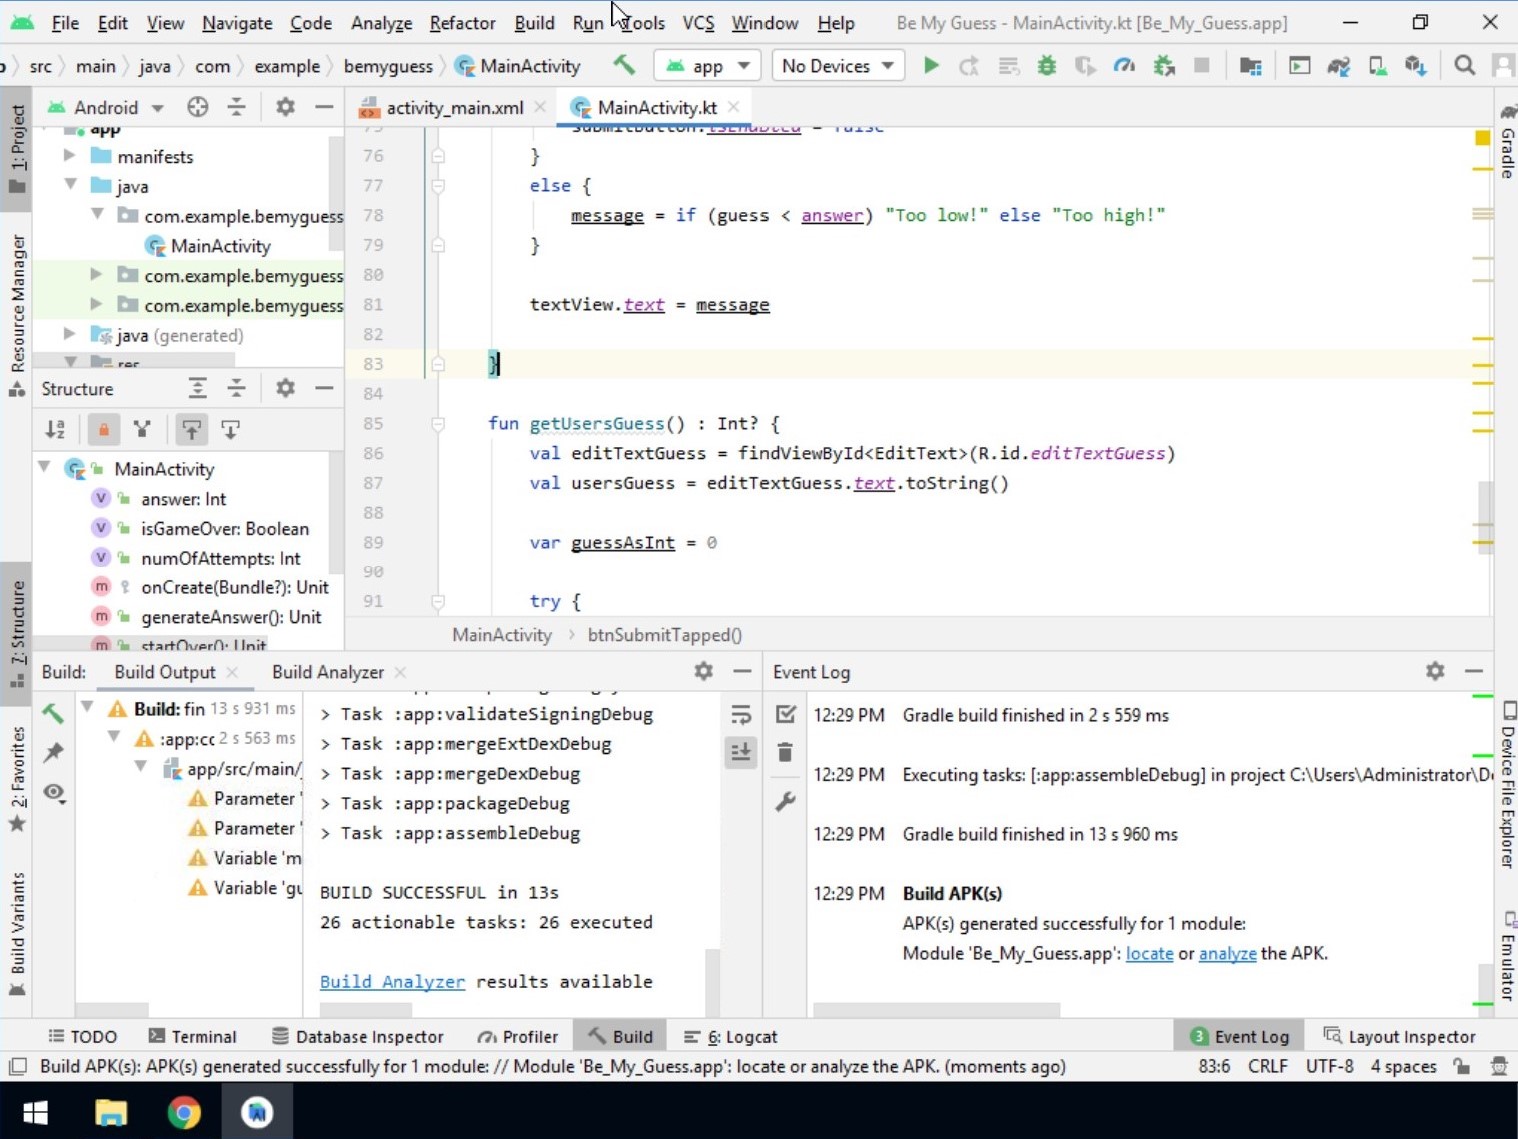 File Edit View Navigate Code Analyze Refactor Build Run Tools VCS Window Help Be My Guess - MainActivity.kt [Be_My_Guess.app]
src main java com example bemyguess MainActivity app No Devices
1: Project
Resource Manager
7: Structure
2: Favorites
Build Variants
Android
app
manifests
java
com.example.bemyguess
MainActivity
com.example.bemyguess
com.example.bemyguess
java (generated)
res
Structure
MainActivity
answer: Int
isGameOver: Boolean
numOfAttempts: Int
onCreate(Bundle?): Unit
generateAnswer(): Unit
startOver(): Unit
activity_main.xml MainActivity.kt
75 submitButton.isEnabled = false
76 }
77 else {
78 message = if (guess < answer) "Too low!" else "Too high!"
79 }
80
81 textView.text = message
82
83 }
84
85 fun getUsersGuess() : Int? {
86 val editTextGuess = findViewById<EditText>(R.id.editTextGuess)
87 val usersGuess = editTextGuess.text.toString()
88
89 var guessAsInt = 0
90
91 try {
MainActivity › btnSubmitTapped()
Gradle
Device File Explorer
Emulator
Build: Build Output Build Analyzer
Build: fin 13 s 931 ms
:app:cc 2 s 563 ms
app/src/main/
Parameter '
Parameter '
Variable 'm
Variable 'gu
> Task :app:validateSigningDebug
> Task :app:mergeExtDexDebug
> Task :app:mergeDexDebug
> Task :app:packageDebug
> Task :app:assembleDebug
BUILD SUCCESSFUL in 13s
26 actionable tasks: 26 executed
Build Analyzer results available
Event Log
12:29 PM Gradle build finished in 2 s 559 ms
12:29 PM Executing tasks: [:app:assembleDebug] in project C:\Users\Administrator\De
12:29 PM Gradle build finished in 13 s 960 ms
12:29 PM Build APK(s)
APK(s) generated successfully for 1 module:
Module 'Be_My_Guess.app': locate or analyze the APK.
TODO Terminal Database Inspector Profiler Build 6: Logcat 3 Event Log Layout Inspector
Build APK(s): APK(s) generated successfully for 1 module: // Module 'Be_My_Guess.app': locate or analyze the APK. (moments ago) 83:6 CRLF UTF-8 4 spaces